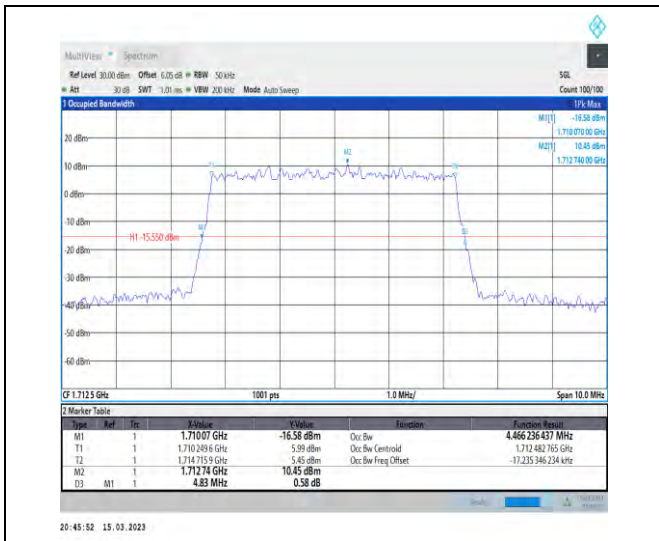 MultiView Spectrum
Ref Level 30.00 dBm Offset 6.05 dB RBW 50 kHz SGL
Att 30 dB SWT 1.01 ms VBW 200 kHz Mode Auto Sweep Count 100/100
1 Occupied Bandwidth 1Pk Max
M1[1] -16.58 dBm
1.710 070 00 GHz
M2[1] 10.45 dBm
1.712 740 00 GHz
20 dBm
M2
T1 T2
10 dBm
0 dBm
-10 dBm
M1
H1 -15.550 dBm
-20 dBm
-30 dBm
-40 dBm
-50 dBm
-60 dBm
CF 1.712 5 GHz 1001 pts 1.0 MHz/ Span 10.0 MHz
2 Marker Table
Type Ref Trc X-Value Y-Value Function Function Result
M1 1 1.71007 GHz -16.58 dBm Occ Bw 4.466 236 437 MHz
T1 1 1.710 249 6 GHz 5.99 dBm Occ Bw Centroid 1.712 482 765 GHz
T2 1 1.714 715 9 GHz 5.45 dBm Occ Bw Freq Offset -17.235 346 234 kHz
M2 1 1.71274 GHz 10.45 dBm
D3 M1 1 4.83 MHz 0.58 dB
20:45:52 15.03.2023